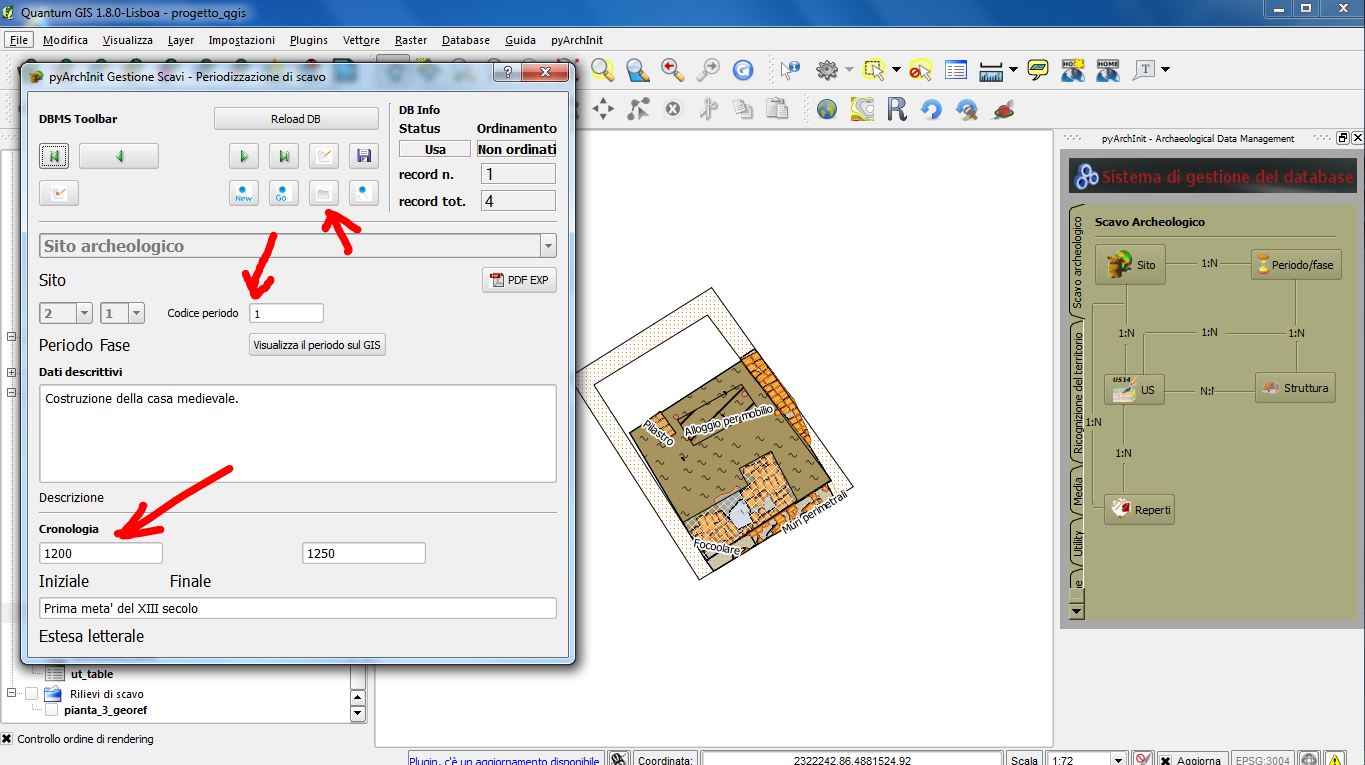 Quantum GIS 1.8.0-Lisboa - progetto_qgis
File Modifica Visualizza Layer Impostazioni Plugins Vettore Raster Database Guida pyArchInit
pyArchInit Gestione Scavi - Periodizzazione di scavo
DBMS Toolbar
Reload DB
DB Info
Status Ordinamento
Usa Non ordinati
record n. 1
record tot. 4
New Go
Sito archeologico
Sito
PDF EXP
2 1 Codice periodo 1
Periodo Fase
Visualizza il periodo sul GIS
Dati descrittivi
Costruzione della casa medievale.
Descrizione
Cronologia
1200 1250
Iniziale Finale
Prima meta' del XIII secolo
Estesa letterale
ut_table
Rilievi di scavo
pianta_3_georef
Controllo ordine di rendering
HOME
T
R
Pilastro
Alloggio per mobilio
Focoolare
Muri perimetrali
pyArchInit - Archaeological Data Management
Sistema di gestione del database
Scavo archeologico
Ricognizione del territorio
Media
Utility
Scavo Archeologico
Sito 1:N Periodo/fase
1:N 1:N 1:N
US 14
US N:N Struttura
1:N
1:N
Reperti
Plugin, c'è un aggiornamento disponibile
Coordinata: 2322242.86,4881524.92
Scala 1:72
Aggiorna
EPSG:3004